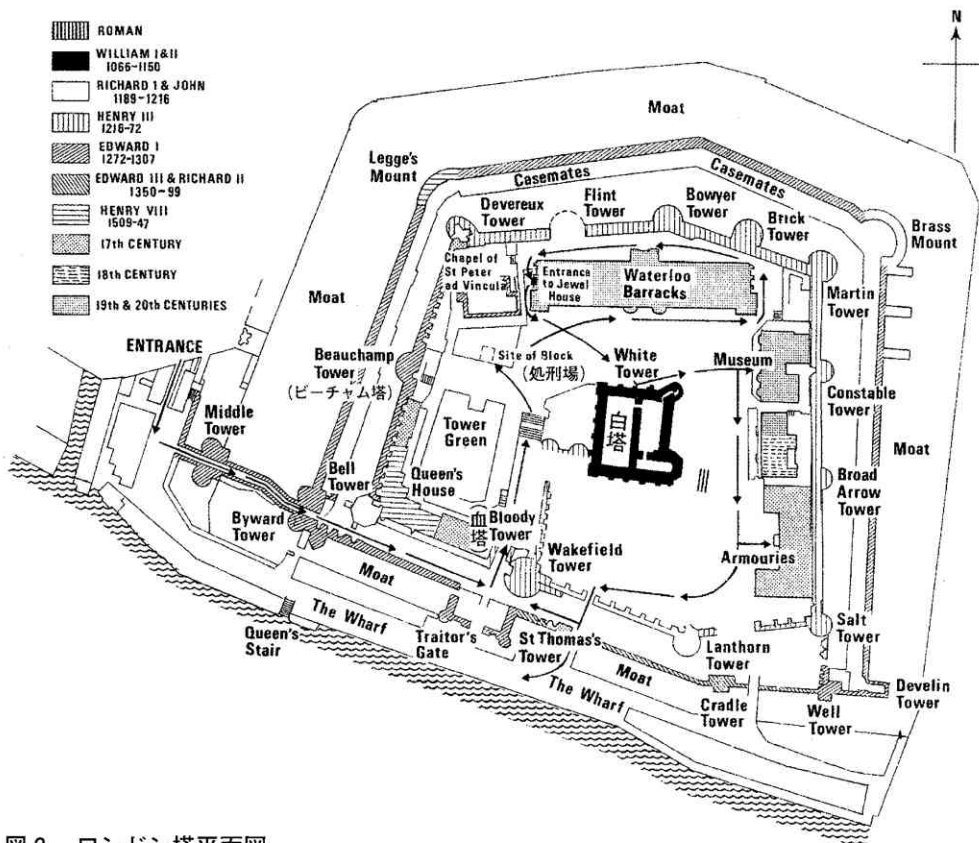 ROMAN
WILLIAM I & II
1066-1150
RICHARD I & JOHN
1189-1216
HENRY III
1216-72
EDWARD I
1272-1307
EDWARD III & RICHARD II
1350-99
HENRY VIII
1509-47
17th CENTURY
18th CENTURY
19th & 20th CENTURIES
N
Moat
Legge's
Mount
Casemates
Casemates
Devereux
Tower
Flint
Tower
Bowyer
Tower
Brick
Tower
Brass
Mount
Chapel of
St Peter
ad Vincula
Entrance
to Jewel
House
Waterloo
Barracks
Martin
Tower
Moat
ENTRANCE
Beauchamp
Tower
(ビーチャム塔)
Site of Block
(処刑場)
White
Tower
Museum
Constable
Tower
Middle
Tower
Tower
Green
白塔
Moat
Bell
Tower
Queen's
House
Broad
Arrow
Tower
Byward
Tower
血塔
Bloody
Tower
Wakefield
Tower
Armouries
Moat
The Wharf
Queen's
Stair
Traitor's
Gate
St Thomas's
Tower
Lanthorn
Tower
Salt
Tower
Moat
The Wharf
Cradle
Tower
Well
Tower
Develin
Tower
図2 ロンドン塔平面図